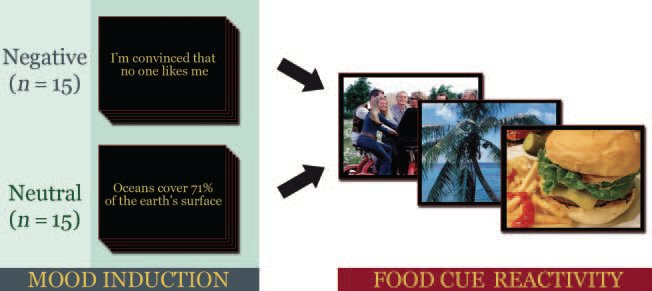 Negative
(n = 15)
I'm convinced that
no one likes me
Neutral
(n = 15)
Oceans cover 71%
of the earth's surface
MOOD INDUCTION
FOOD CUE REACTIVITY